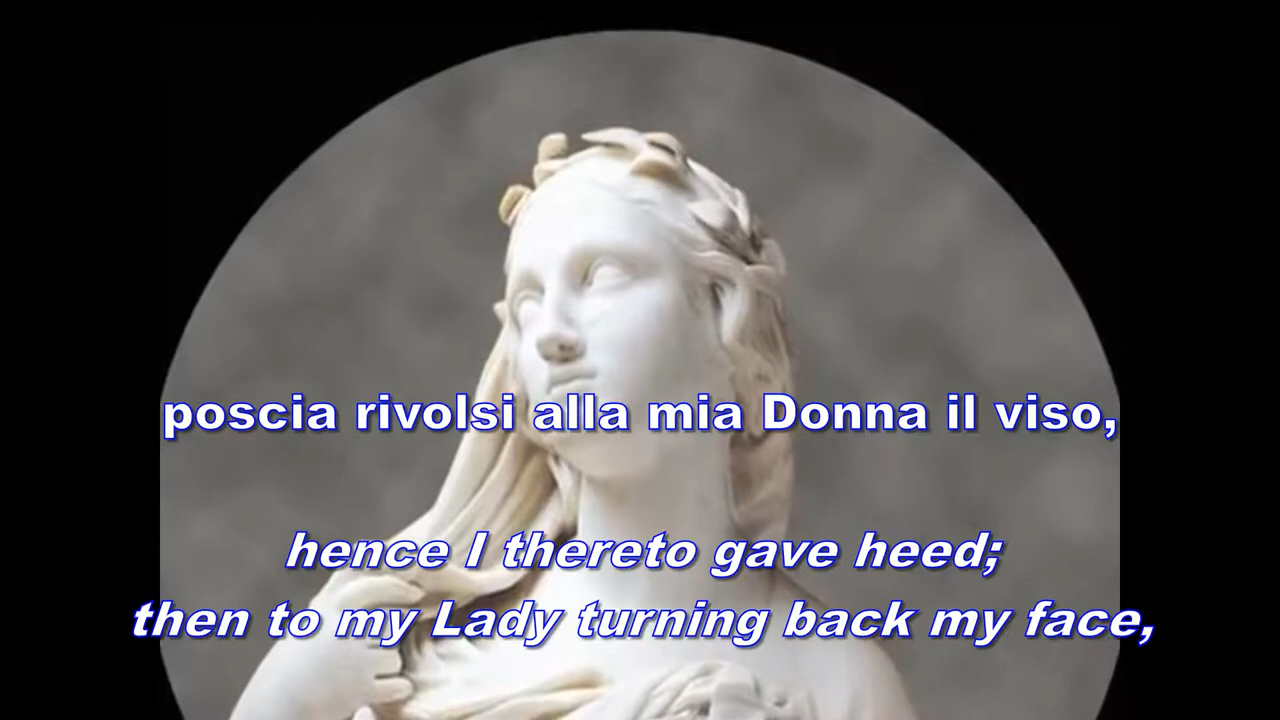 poscia rivolsi alla mia Donna il viso,
hence I thereto gave heed;
then to my Lady turning back my face,